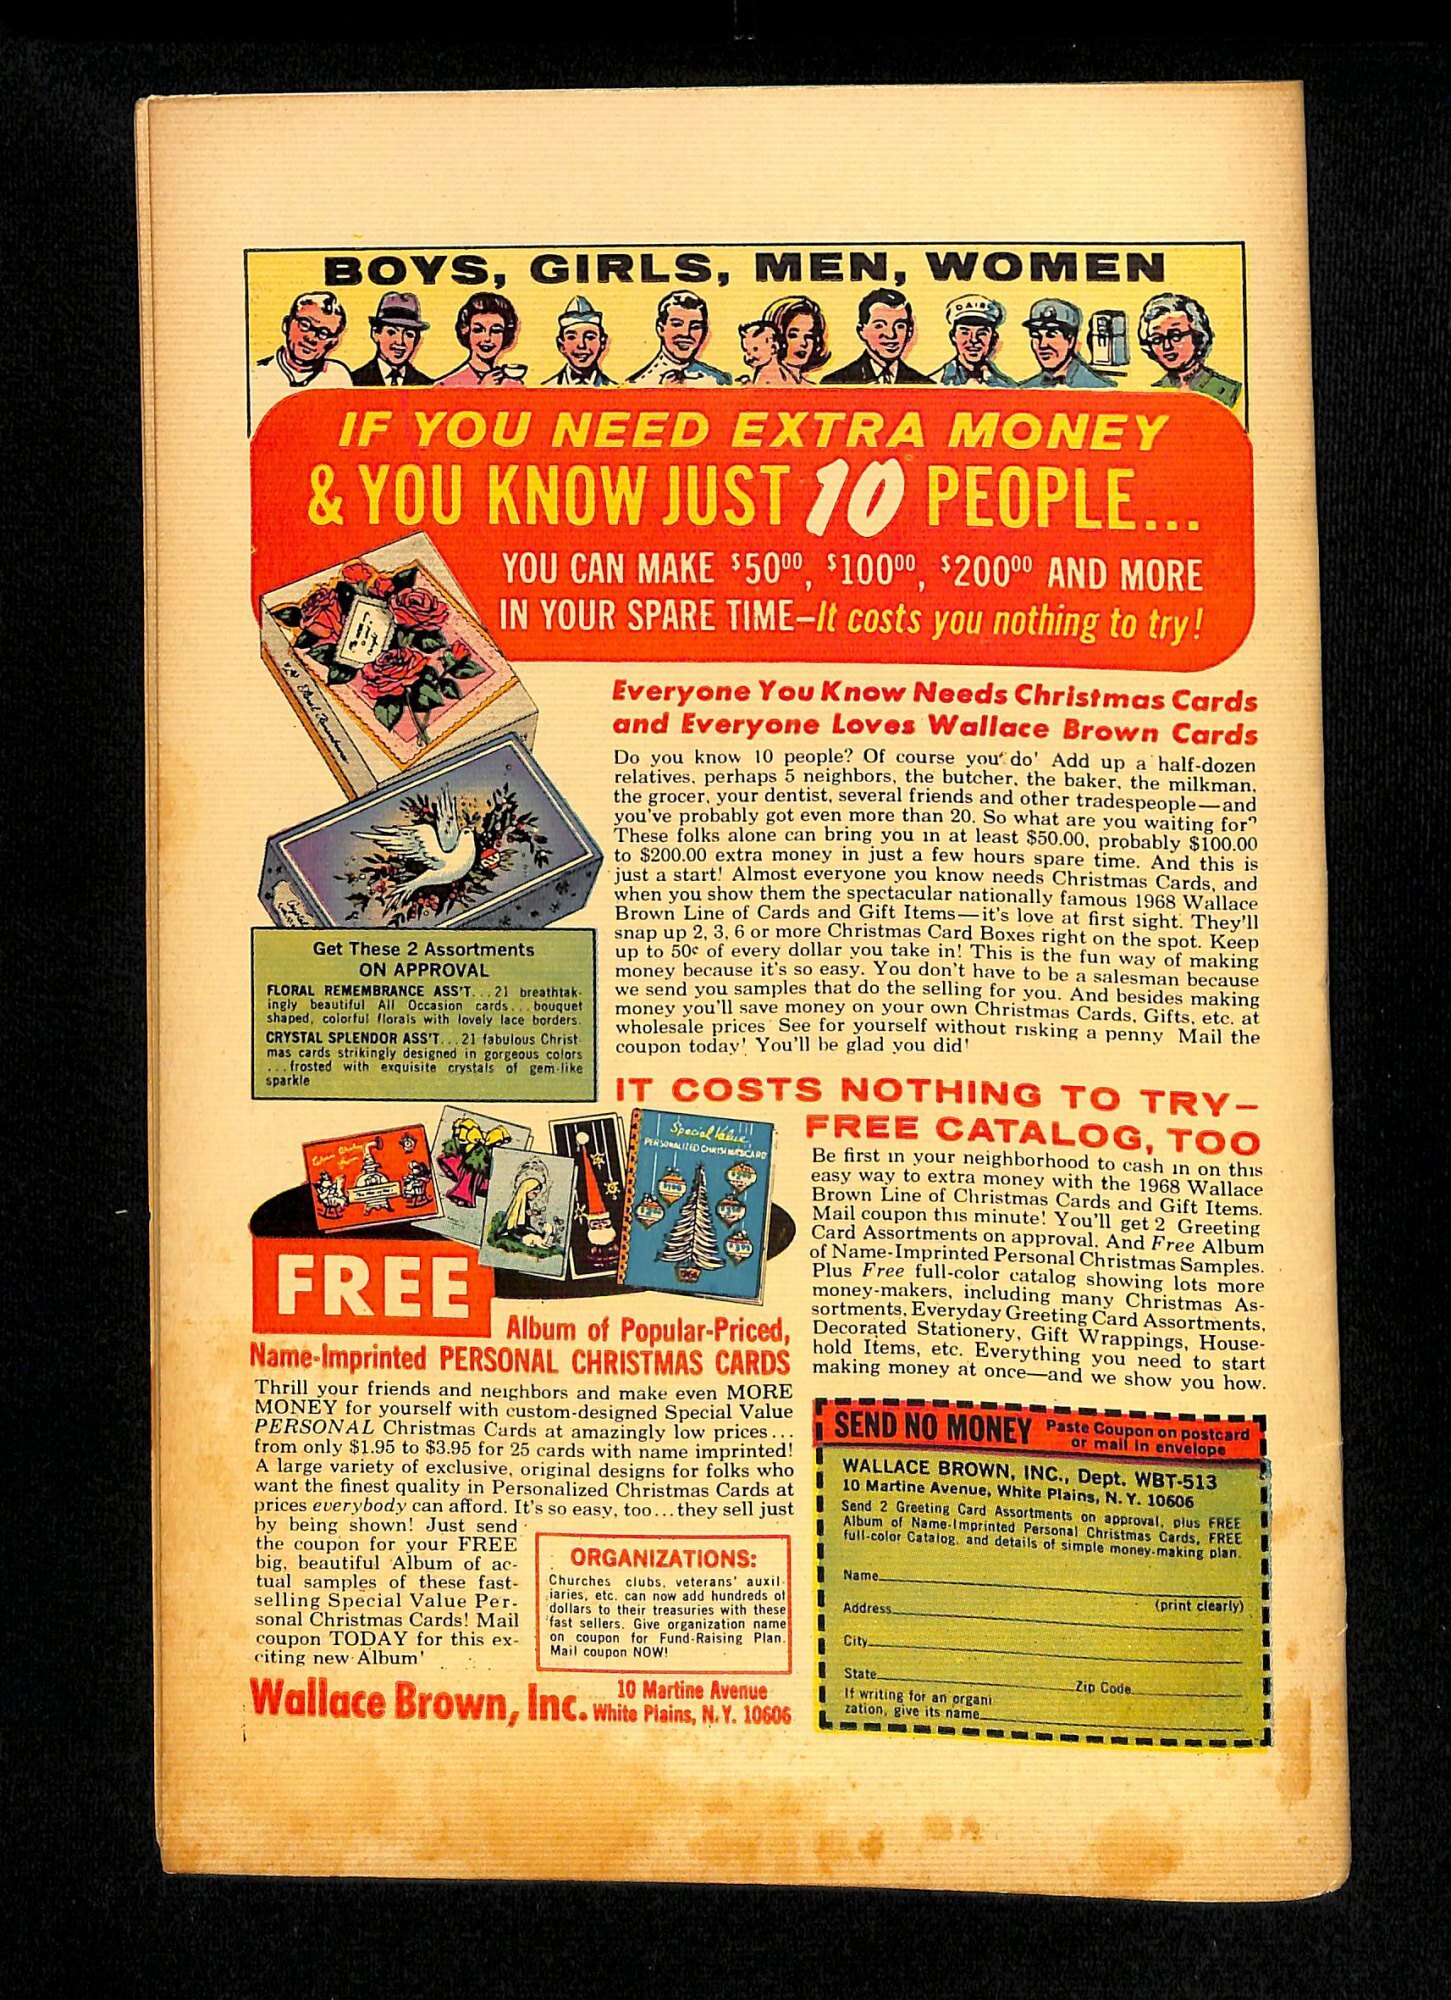 BOYS, GIRLS, MEN, WOMEN
DAIRY
IF YOU NEED EXTRA MONEY
& YOU KNOW JUST 10 PEOPLE...
YOU CAN MAKE $5000, $10000, $20000 AND MORE
IN YOUR SPARE TIME—It costs you nothing to try!
Everyone You Know Needs Christmas Cards
and Everyone Loves Wallace Brown Cards
Do you know 10 people? Of course you do! Add up a half-dozen
relatives, perhaps 5 neighbors, the butcher, the baker, the milkman,
the grocer, your dentist, several friends and other tradespeople—and
you've probably got even more than 20. So what are you waiting for?
These folks alone can bring you in at least $50.00, probably $100.00
to $200.00 extra money in just a few hours spare time. And this is
just a start! Almost everyone you know needs Christmas Cards, and
when you show them the spectacular nationally famous 1968 Wallace
Brown Line of Cards and Gift Items—it's love at first sight. They'll
snap up 2, 3, 6 or more Christmas Card Boxes right on the spot. Keep
up to 50¢ of every dollar you take in! This is the fun way of making
money because it's so easy. You don't have to be a salesman because
we send you samples that do the selling for you. And besides making
money you'll save money on your own Christmas Cards, Gifts, etc. at
wholesale prices See for yourself without risking a penny Mail the
coupon today! You'll be glad you did!
Get These 2 Assortments
ON APPROVAL
FLORAL REMEMBRANCE ASS'T...21 breathtak-
ingly beautiful All Occasion cards...bouquet
shaped, colorful florals with lovely lace borders.
CRYSTAL SPLENDOR ASS'T...21 fabulous Christ
mas cards strikingly designed in gorgeous colors
...frosted with exquisite crystals of gem-like
sparkle
IT COSTS NOTHING TO TRY—
FREE CATALOG, TOO
Be first in your neighborhood to cash in on this
easy way to extra money with the 1968 Wallace
Brown Line of Christmas Cards and Gift Items.
Mail coupon this minute! You'll get 2 Greeting
Card Assortments on approval. And Free Album
of Name-Imprinted Personal Christmas Samples.
Plus Free full-color catalog showing lots more
money-makers, including many Christmas As-
sortments, Everyday Greeting Card Assortments,
Decorated Stationery, Gift Wrappings, House-
hold Items, etc. Everything you need to start
making money at once—and we show you how.
Special Value
PERSONALIZED CHRISTMAS CARD
FREE
Album of Popular-Priced,
Name-Imprinted PERSONAL CHRISTMAS CARDS
Thrill your friends and neighbors and make even MORE
MONEY for yourself with custom-designed Special Value
PERSONAL Christmas Cards at amazingly low prices...
from only $1.95 to $3.95 for 25 cards with name imprinted!
A large variety of exclusive, original designs for folks who
want the finest quality in Personalized Christmas Cards at
prices everybody can afford. It's so easy, too...they sell just
by being shown! Just send
the coupon for your FREE
big, beautiful Album of ac-
tual samples of these fast-
selling Special Value Per-
sonal Christmas Cards! Mail
coupon TODAY for this ex-
citing new Album!
ORGANIZATIONS:
Churches clubs, veterans' auxil
iaries, etc. can now add hundreds of
dollars to their treasuries with these
fast sellers. Give organization name
on coupon for Fund-Raising Plan.
Mail coupon NOW!
Wallace Brown, Inc. 10 Martine Avenue
White Plains, N.Y. 10606
SEND NO MONEY Paste Coupon on postcard
or mail in envelope
WALLACE BROWN, INC., Dept. WBT-513
10 Martine Avenue, White Plains, N.Y. 10606
Send 2 Greeting Card Assortments on approval, plus FREE
Album of Name-Imprinted Personal Christmas Cards, FREE
full-color Catalog, and details of simple money-making plan.
Name
Address (print clearly)
City
State Zip Code
If writing for an organi
zation, give its name